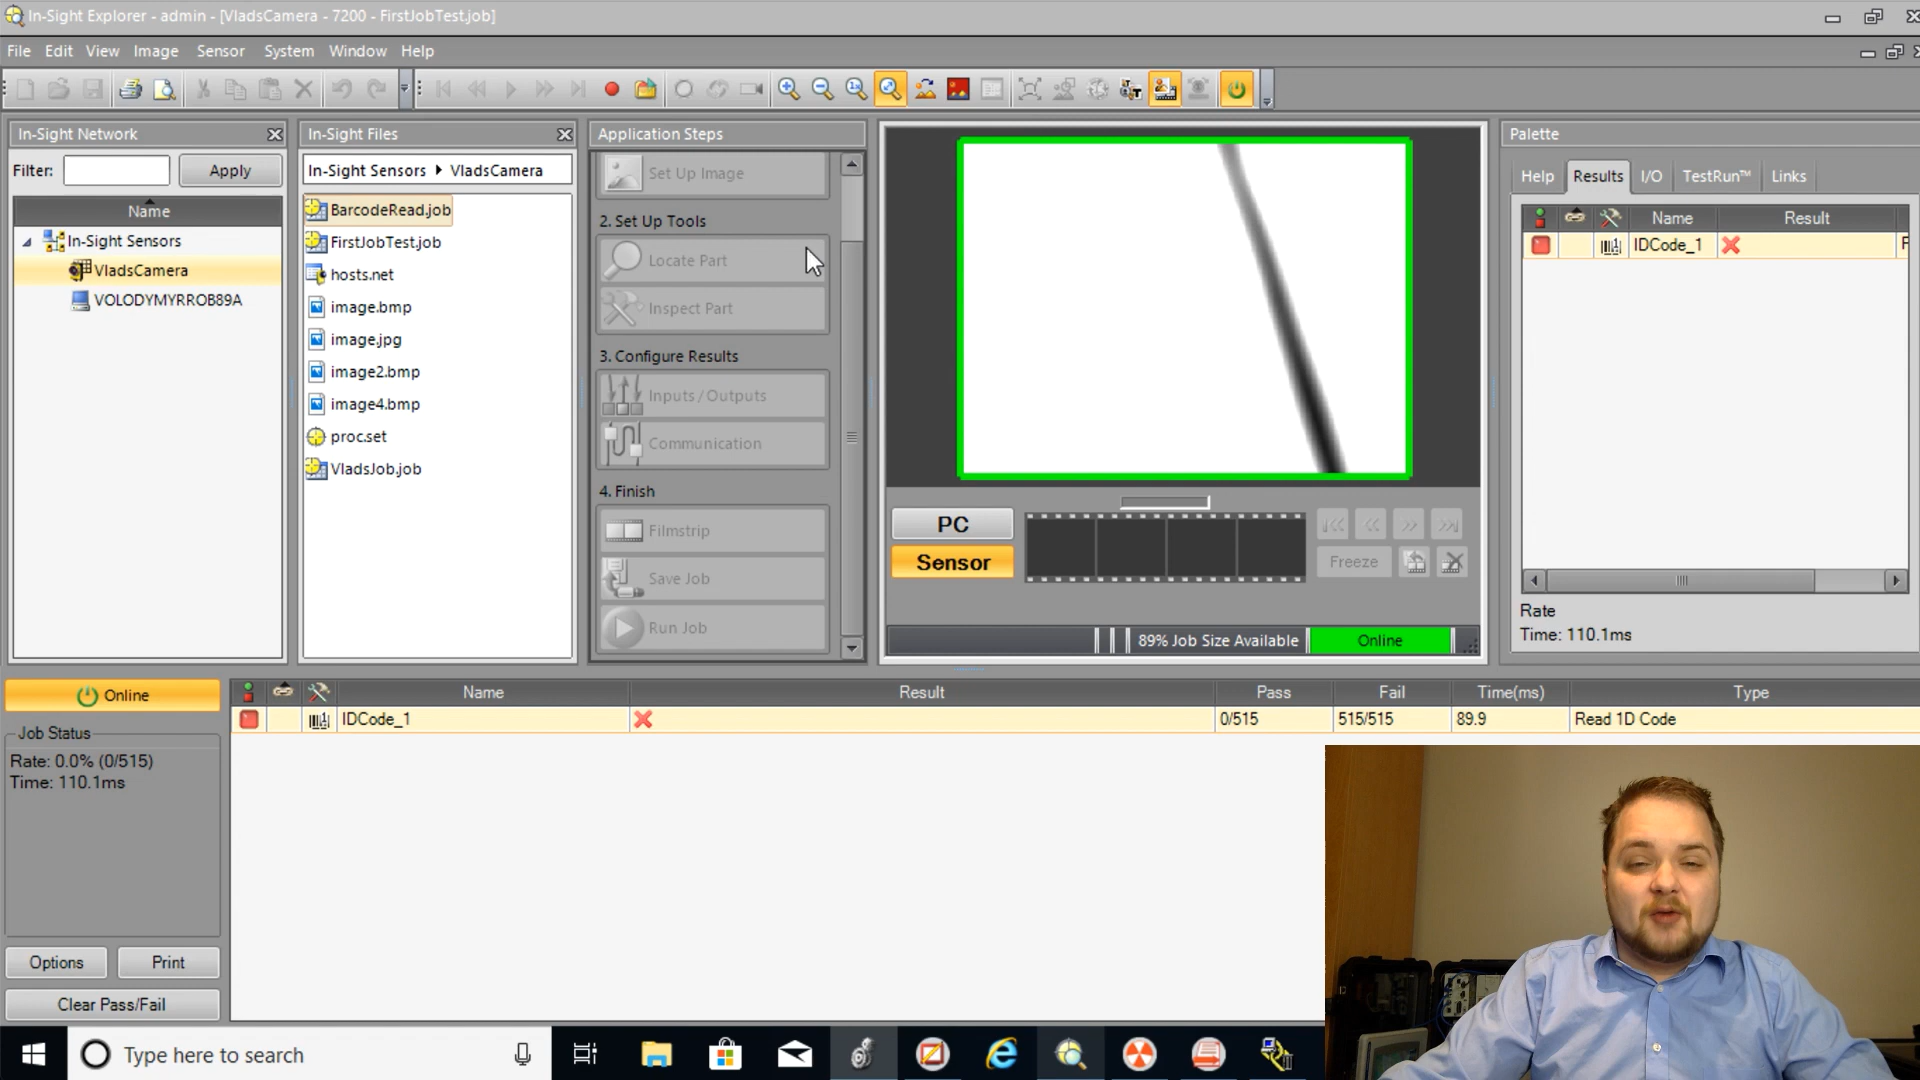 In-Sight Explorer - admin - [VladsCamera - 7200 - FirstJobTest.job]
File Edit View Image Sensor System Window Help
In-Sight Network
Filter:
Apply
Name
In-Sight Sensors
VladsCamera
VOLODYMYRROB89A
In-Sight Files
In-Sight Sensors VladsCamera
BarcodeRead.job
FirstJobTest.job
hosts.net
image.bmp
image.jpg
image2.bmp
image4.bmp
proc.set
VladsJob.job
Application Steps
Set Up Image
2. Set Up Tools
Locate Part
Inspect Part
3. Configure Results
Inputs / Outputs
Communication
4. Finish
Filmstrip
Save Job
Run Job
PC
Sensor
Freeze
89% Job Size Available
Online
Palette
Help Results I/O TestRun™ Links
Name Result
IDCode_1
Rate
Time: 110.1ms
Online
Job Status
Rate: 0.0% (0/515)
Time: 110.1ms
Options
Print
Clear Pass/Fail
Name Result Pass Fail Time(ms) Type
IDCode_1 0/515 515/515 89.9 Read 1D Code
Type here to search